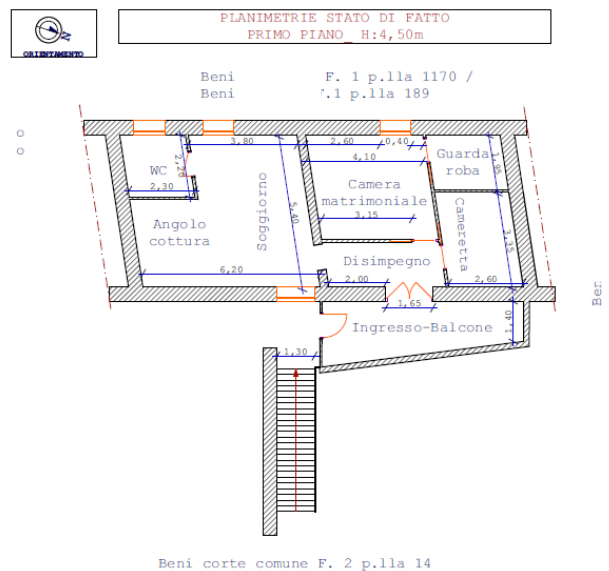 PLANIMETRIE STATO DI FATTO
PRIMO PIANO_ H:4,50m
N
ORIENTAMENTO
Beni F. 1 p.lla 1170 /
Beni F.1 p.lla 189
o
o
3,80
2,60
0,40
4,10
Guarda
roba
1,95
WC
2,20
2,30
Camera
matrimoniale
3,15
Angolo
cottura
Soggiorno
5,40
Cameretta
3,35
Disimpegno
6,20
2,00
2,60
1,65
1,40
Ingresso-Balcone
1,30
Beni
Beni corte comune F. 2 p.lla 14